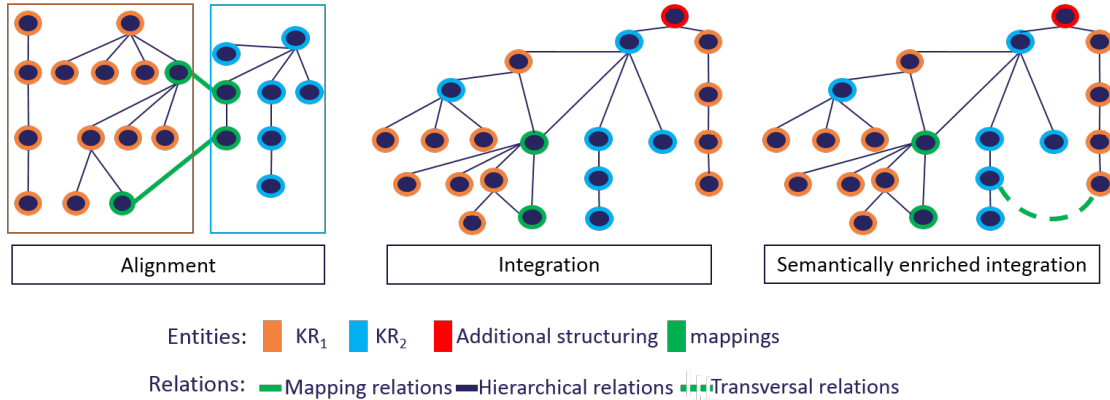 Alignment
Integration
Semantically enriched integration
Entities: KR₁ KR₂ Additional structuring mappings
Relations: Mapping relations Hierarchical relations Transversal relations